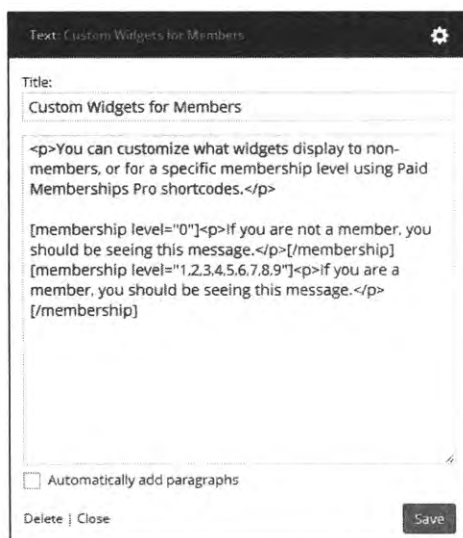 Text: Custom Widgets for Members
Title:
Custom Widgets for Members
<p>You can customize what widgets display to non-
members, or for a specific membership level using Paid
Memberships Pro shortcodes.</p>
[membership level="0"]<p>If you are not a member, you
should be seeing this message.</p>[/membership]
[membership level="1,2,3,4,5,6,7,8,9"]<p>if you are a
member, you should be seeing this message.</p>
[/membership]
Automatically add paragraphs
Delete | Close
Save